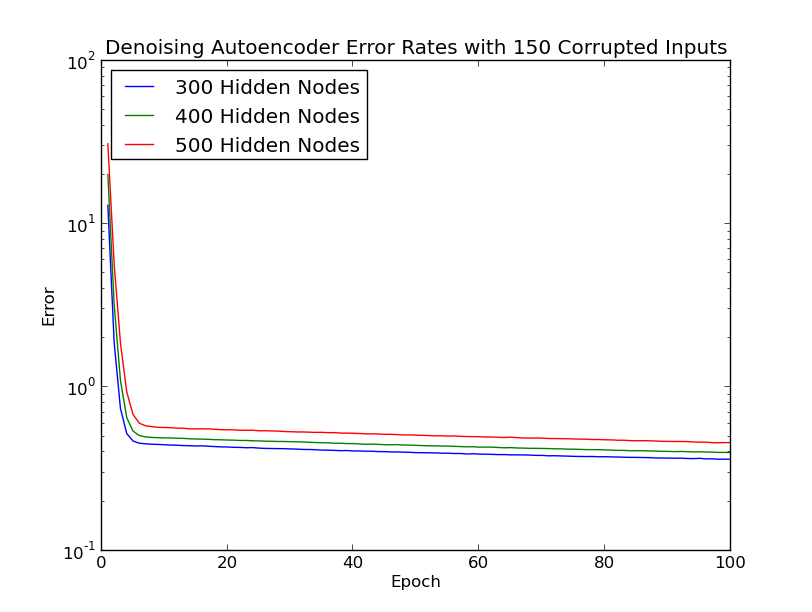 Denoising Autoencoder Error Rates with 150 Corrupted Inputs
300 Hidden Nodes
400 Hidden Nodes
500 Hidden Nodes
10^2
10^1
10^0
10^-1
Error
0 20 40 60 80 100
Epoch